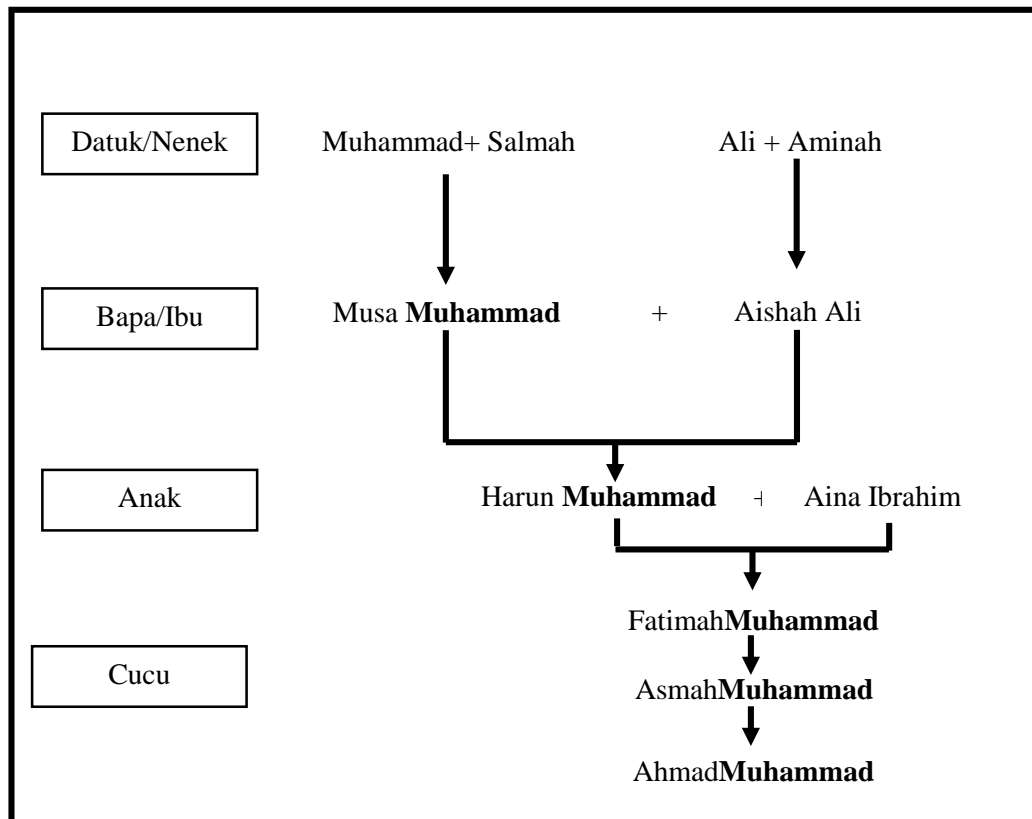 Datuk/Nenek Muhammad+ Salmah Ali + Aminah
Bapa/Ibu Musa Muhammad + Aishah Ali
Anak Harun Muhammad + Aina Ibrahim
FatimahMuhammad
Cucu AsmahMuhammad
AhmadMuhammad